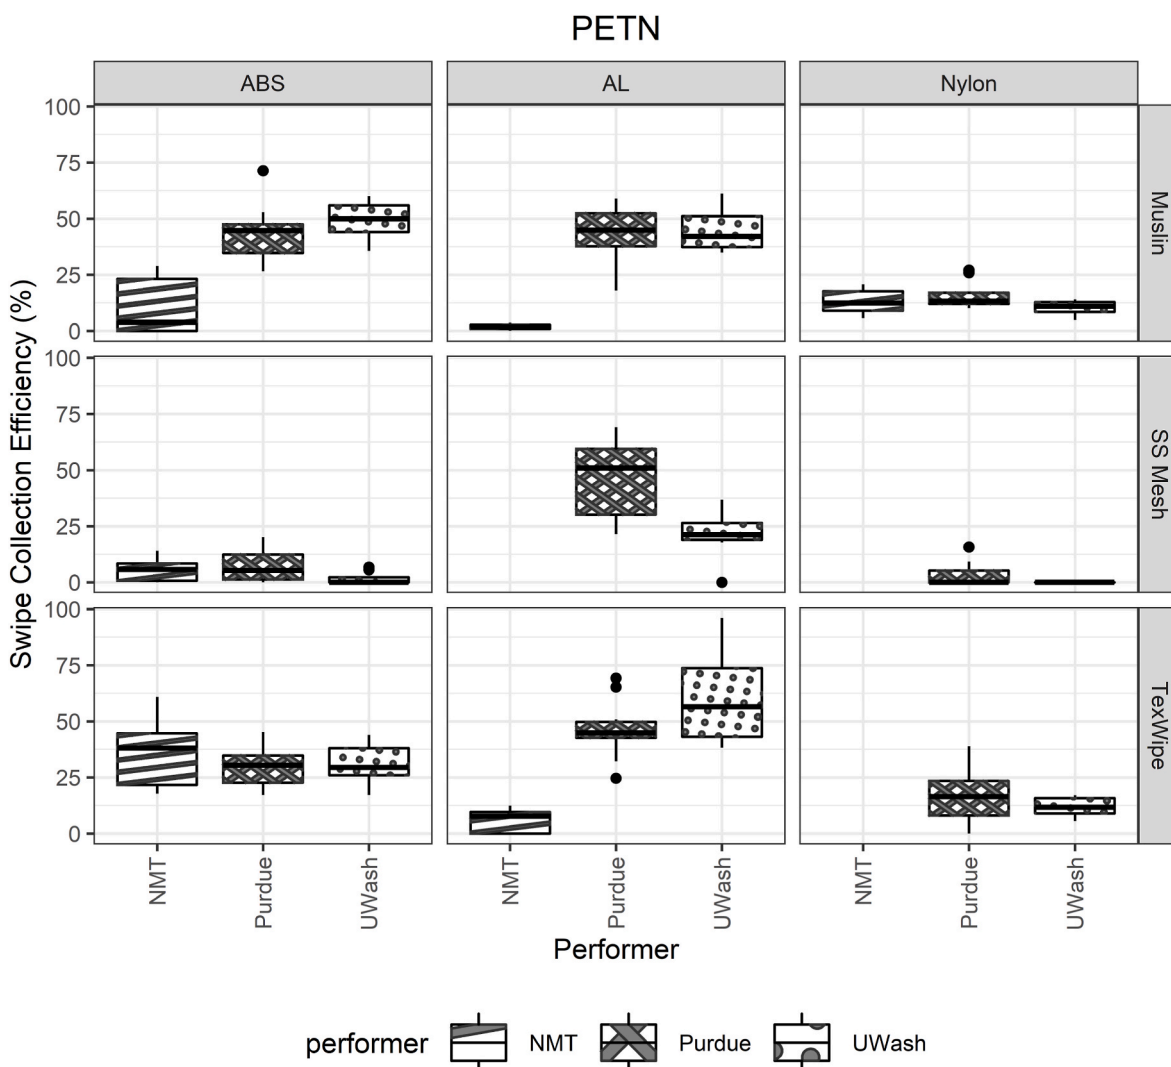 PETN
ABS AL Nylon
100
75
50
25
0
Muslin
100
75
50
25
0
SS Mesh
100
75
50
25
0
TexWipe
Swipe Collection Efficiency (%)
NMT Purdue UWash NMT Purdue UWash NMT Purdue UWash
Performer
performer NMT Purdue UWash